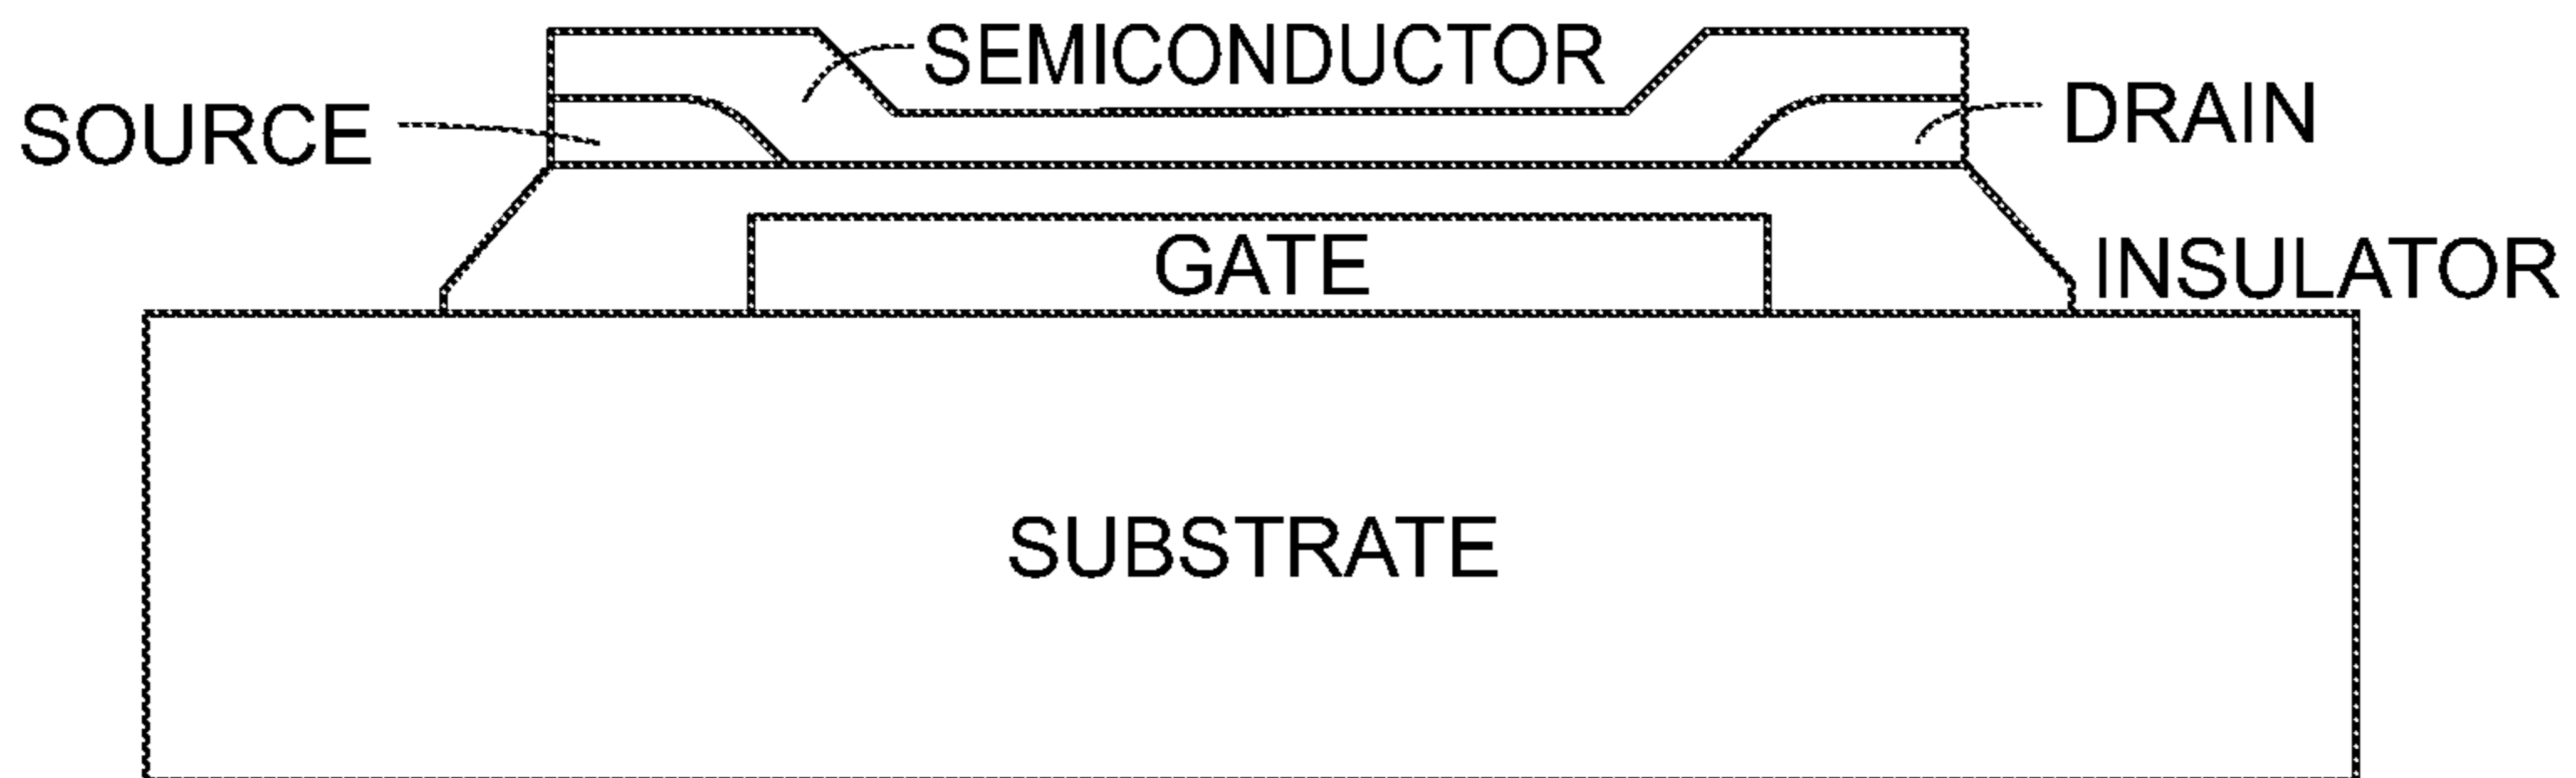 SEMICONDUCTOR
SOURCE
DRAIN
GATE
INSULATOR
SUBSTRATE